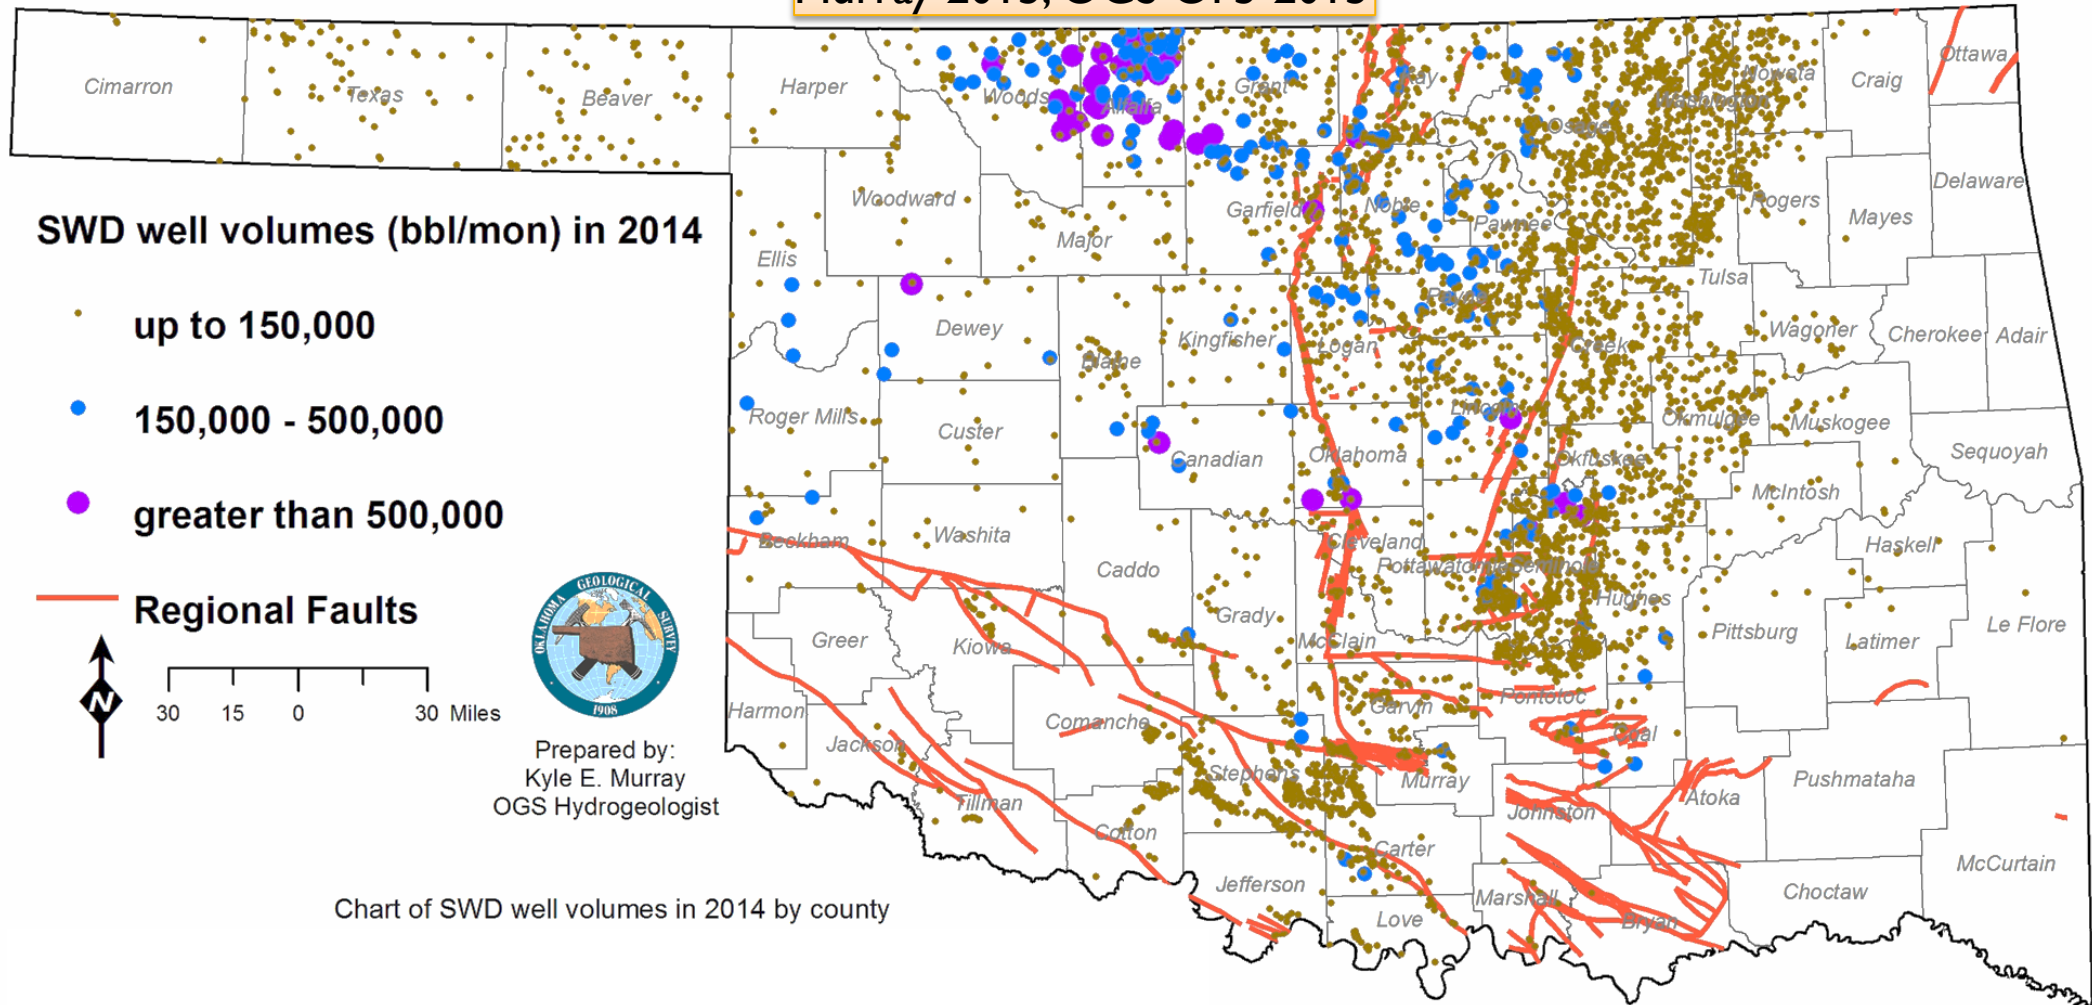 Murray 2015, OGS OF5-2015
Cimarron
Texas
Beaver
Harper
Woods
Alfalfa
Grant
Kay
Osage
Washington
Nowata
Craig
Ottawa
Woodward
Major
Garfield
Noble
Pawnee
Rogers
Mayes
Delaware
SWD well volumes (bbl/mon) in 2014
Ellis
Dewey
Blaine
Kingfisher
Logan
Payne
Creek
Tulsa
Wagoner
Cherokee
Adair
up to 150,000
150,000 - 500,000
Roger Mills
Custer
Canadian
Oklahoma
Lincoln
Okfuskee
Okmulgee
Muskogee
Sequoyah
McIntosh
greater than 500,000
Beckham
Washita
Caddo
Grady
Cleveland
Pottawatomie
Seminole
Hughes
Haskell
Regional Faults
OKLAHOMA GEOLOGICAL SURVEY
1908
Greer
Kiowa
McClain
Pittsburg
Latimer
Le Flore
N
30 15 0 30 Miles
Harmon
Jackson
Comanche
Stephens
Garvin
Murray
Pontotoc
Coal
Pushmataha
Prepared by:
Kyle E. Murray
OGS Hydrogeologist
Tillman
Cotton
Carter
Johnston
Atoka
McCurtain
Jefferson
Love
Marshall
Bryan
Choctaw
Chart of SWD well volumes in 2014 by county